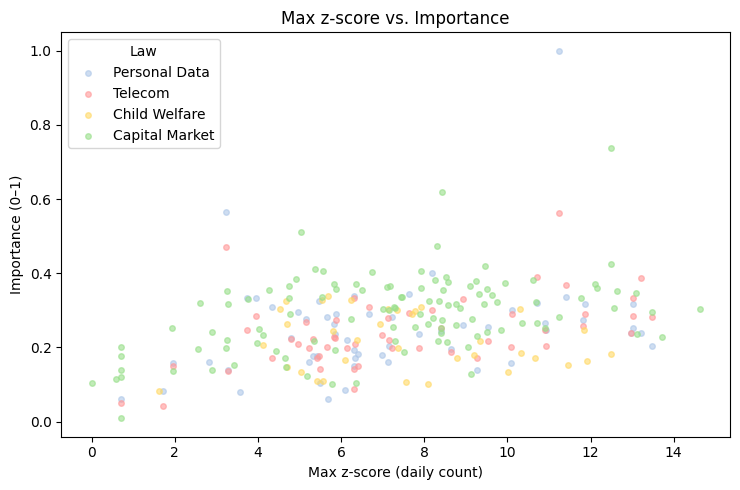 Max z-score vs. Importance
Law
Personal Data
Telecom
Child Welfare
Capital Market
Importance (0–1)
1.0
0.8
0.6
0.4
0.2
0.0
0 2 4 6 8 10 12 14
Max z-score (daily count)